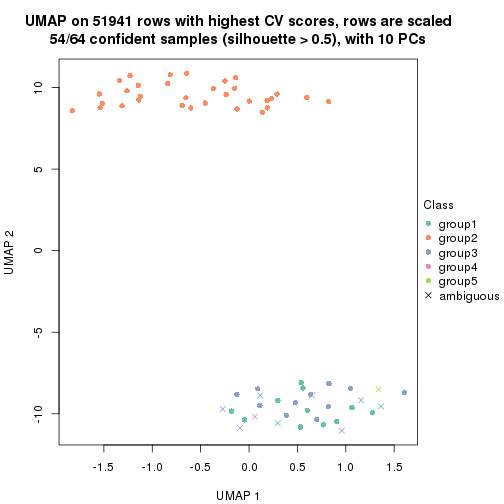 UMAP on 51941 rows with highest CV scores, rows are scaled
54/64 confident samples (silhouette > 0.5), with 10 PCs
UMAP 2
10
5
0
-5
-10
-1.5 -1.0 -0.5 0.0 0.5 1.0 1.5
UMAP 1
Class
group1
group2
group3
group4
group5
ambiguous